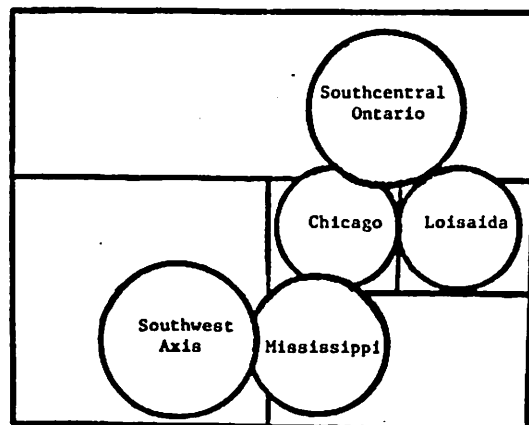 Southcentral
Ontario
Chicago
Loisaida
Southwest
Axis
Mississippi